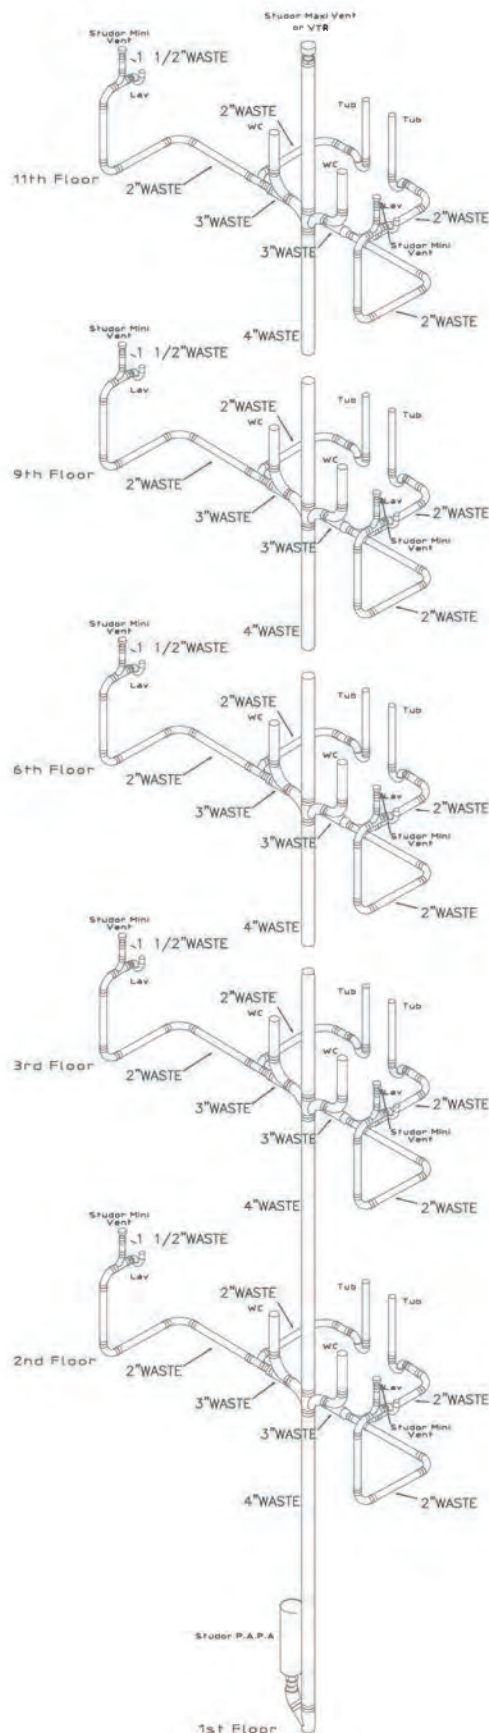 Studor Maxi Vent
or VTR
Studor Mini
Vent
1 1/2"WASTE
Lav
2"WASTE
WC
Tub
Tub
WC
11th Floor
2"WASTE
3"WASTE
Lav
2"WASTE
Studor Mini
Vent
3"WASTE
2"WASTE
4"WASTE
Studor Mini
Vent
1 1/2"WASTE
Lav
2"WASTE
WC
Tub
Tub
WC
9th Floor
2"WASTE
3"WASTE
Lav
2"WASTE
Studor Mini
Vent
3"WASTE
2"WASTE
4"WASTE
Studor Mini
Vent
1 1/2"WASTE
Lav
2"WASTE
WC
Tub
Tub
WC
6th Floor
2"WASTE
3"WASTE
Lav
2"WASTE
Studor Mini
Vent
3"WASTE
2"WASTE
4"WASTE
Studor Mini
Vent
1 1/2"WASTE
Lav
2"WASTE
WC
Tub
Tub
WC
3rd Floor
2"WASTE
3"WASTE
Lav
2"WASTE
Studor Mini
Vent
3"WASTE
2"WASTE
4"WASTE
Studor Mini
Vent
1 1/2"WASTE
Lav
2"WASTE
WC
Tub
Tub
WC
2nd Floor
2"WASTE
3"WASTE
Lav
2"WASTE
Studor Mini
Vent
3"WASTE
2"WASTE
4"WASTE
Studor P.A.P.A
1st Floor